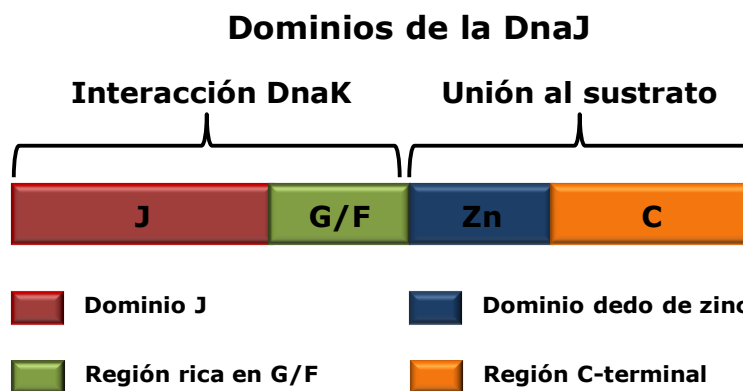 Dominios de la DnaJ
Interacción DnaK Unión al sustrato
J G/F Zn C
Dominio J Dominio dedo de zinc
Región rica en G/F Región C-terminal